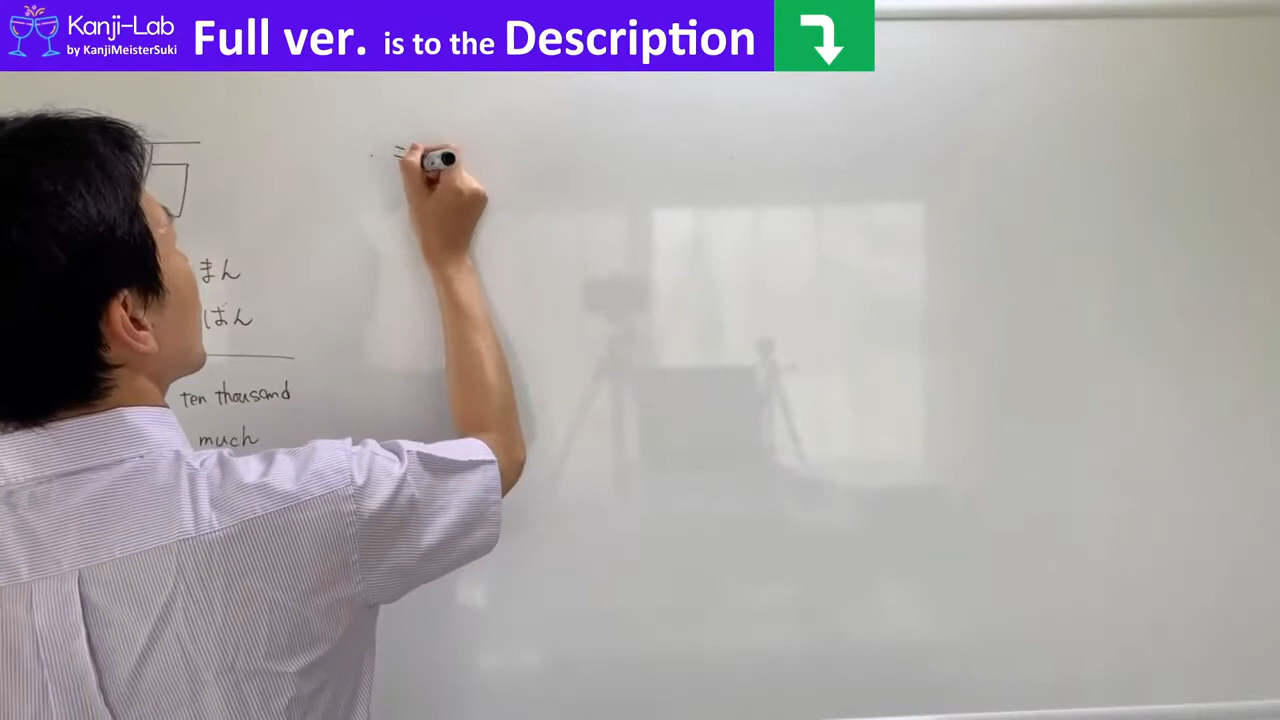 Kanji-Lab
by KanjiMeisterSuki
Full ver. is to the Description
まん
ばん
ten thousand
much